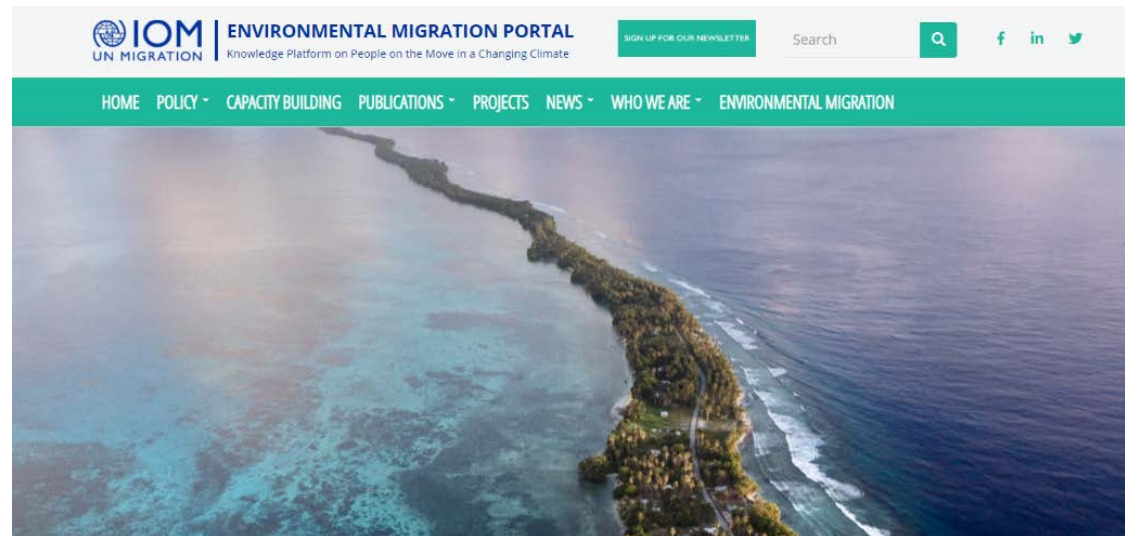 IOM
UN MIGRATION
ENVIRONMENTAL MIGRATION PORTAL
Knowledge Platform on People on the Move in a Changing Climate
SIGN UP FOR OUR NEWSLETTER
Search
f in
HOME POLICY CAPACITY BUILDING PUBLICATIONS PROJECTS NEWS WHO WE ARE ENVIRONMENTAL MIGRATION